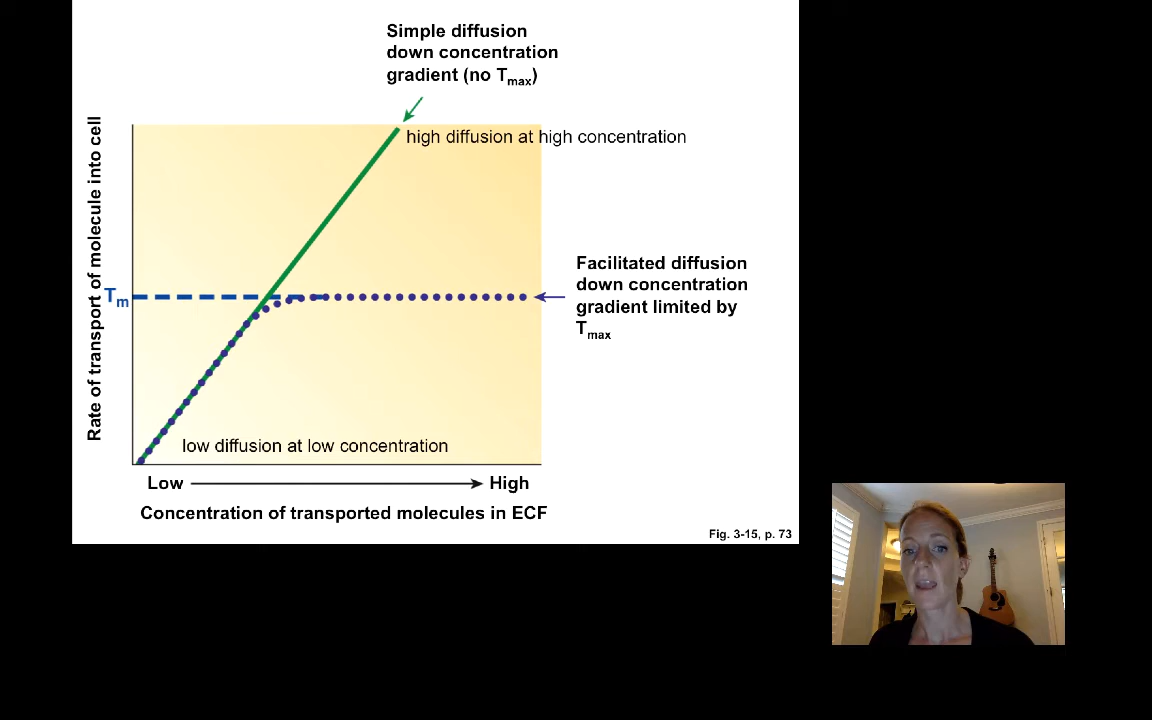 Simple diffusion
down concentration
gradient (no Tmax)
high diffusion at high concentration
Rate of transport of molecule into cell
Tm
Facilitated diffusion
down concentration
gradient limited by
Tmax
low diffusion at low concentration
Low High
Concentration of transported molecules in ECF
Fig. 3-15, p. 73